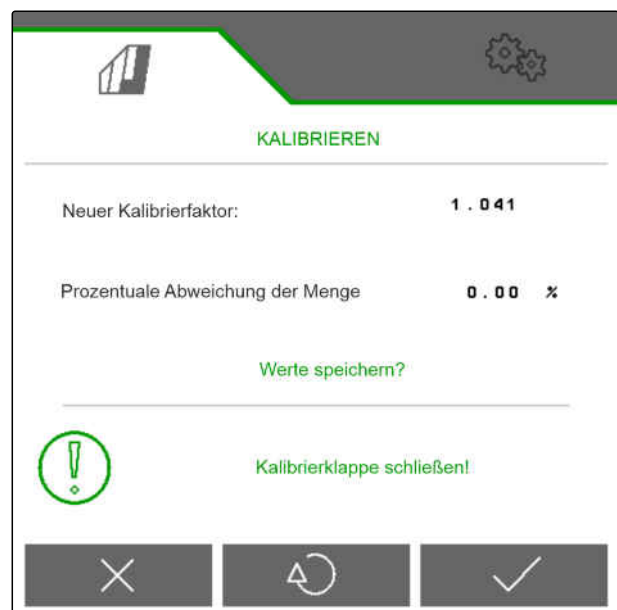 KALIBRIEREN
Neuer Kalibrierfaktor: 1.041
Prozentuale Abweichung der Menge 0.00 %
Werte speichern?
Kalibrierklappe schließen!